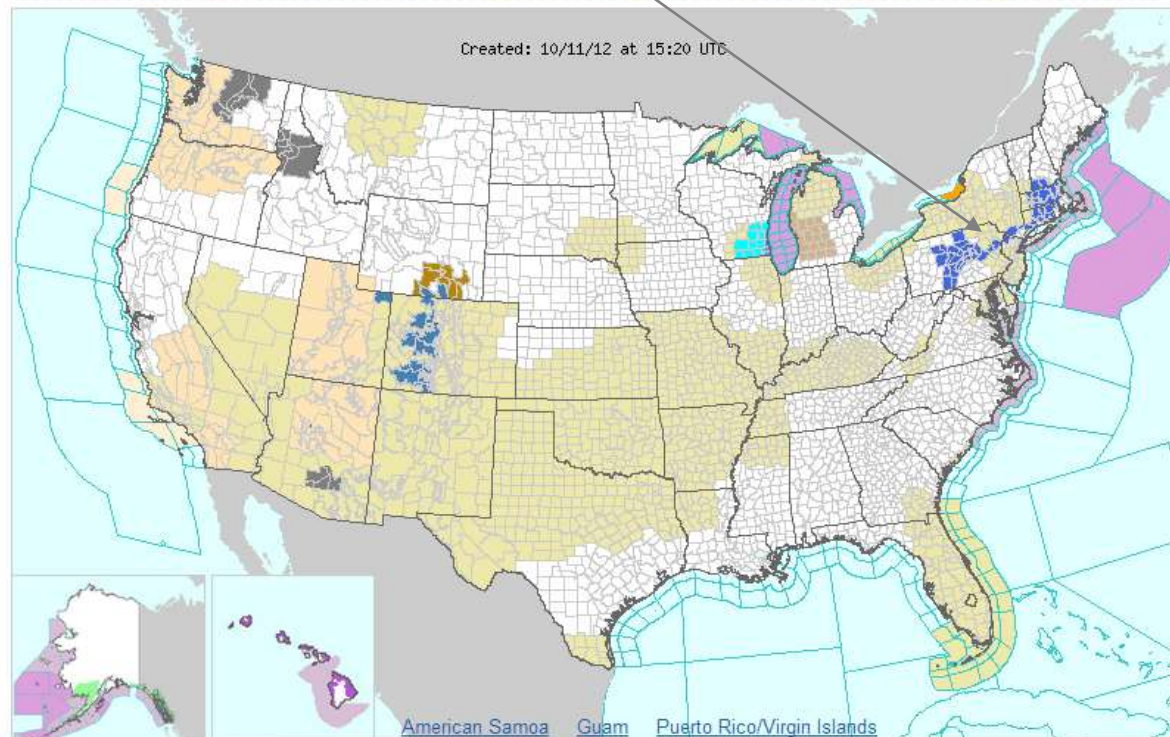 Created: 10/11/12 at 15:20 UTC
American Samoa Guam Puerto Rico/Virgin Islands